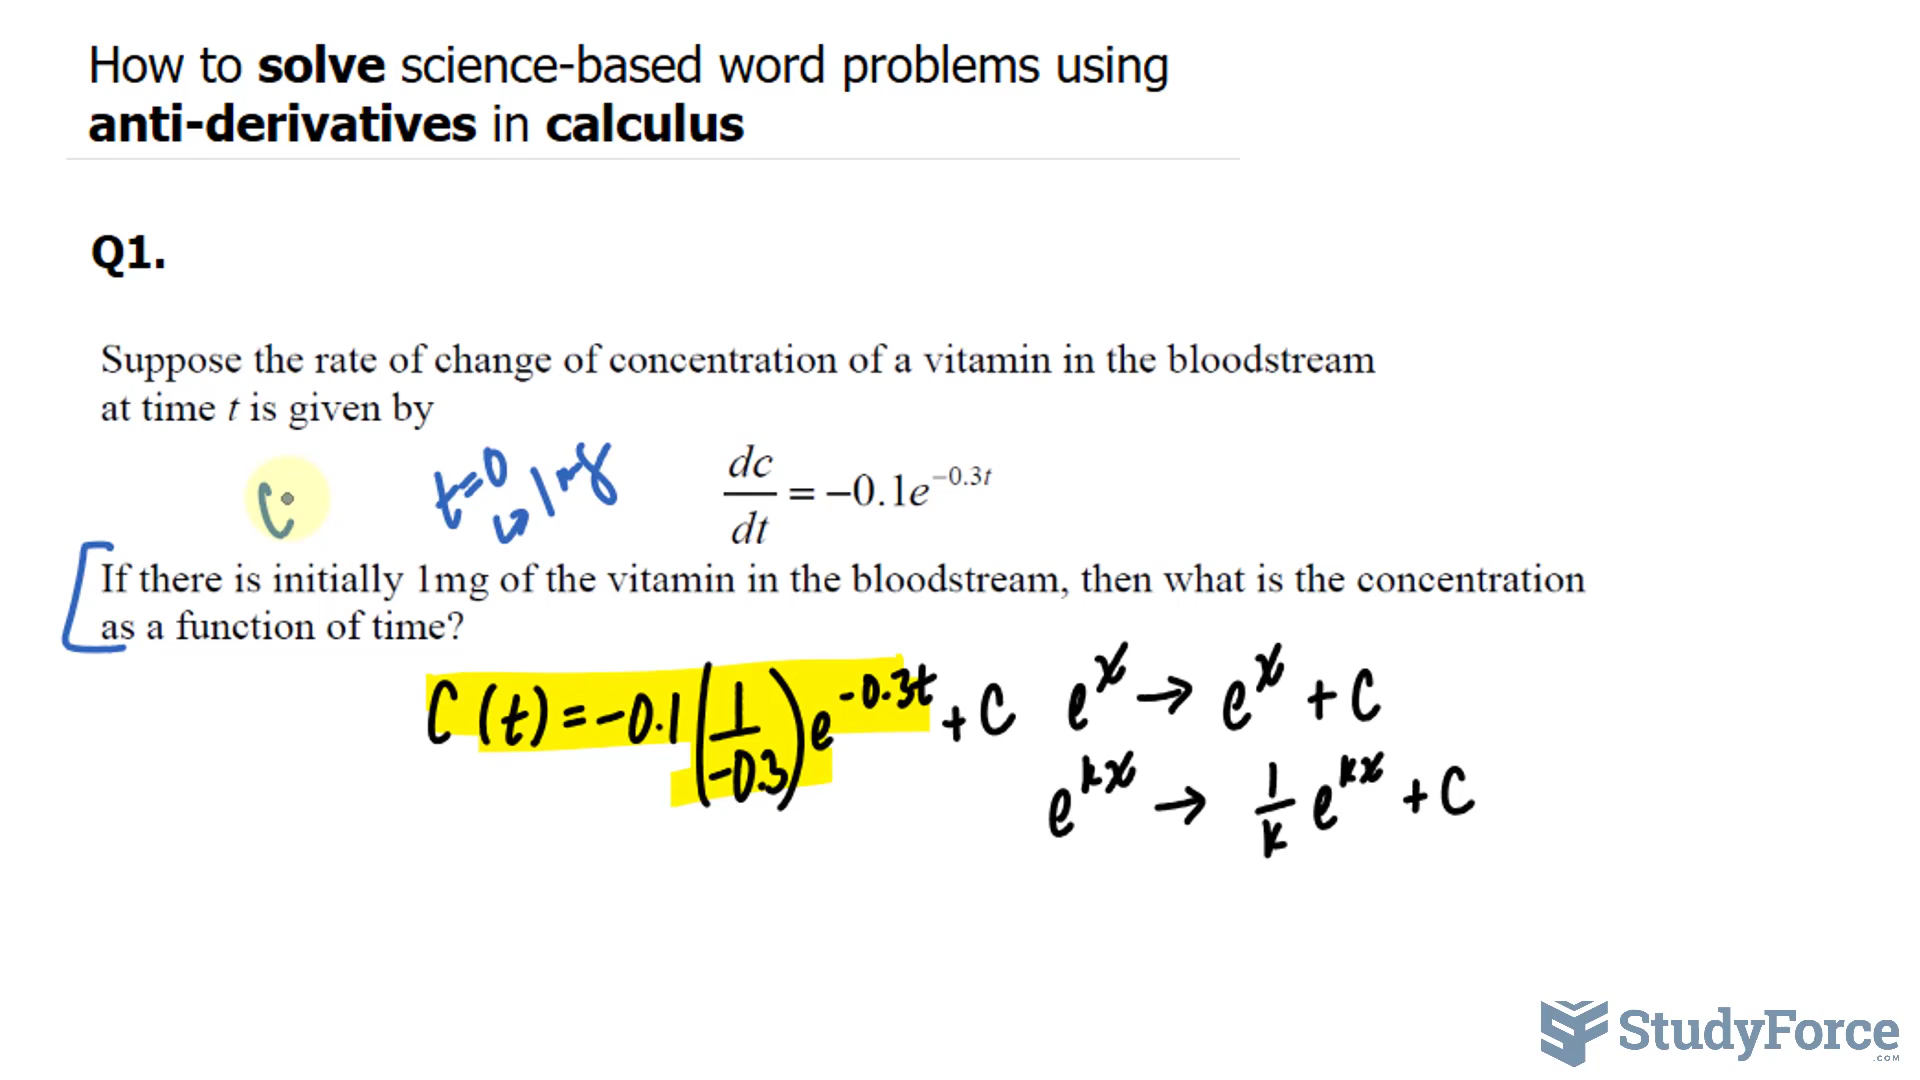 How to solve science-based word problems using
anti-derivatives in calculus
Q1.
Suppose the rate of change of concentration of a vitamin in the bloodstream
at time t is given by
C t=0 ↳ 1mg dc/dt = −0.1e^−0.3t
If there is initially 1mg of the vitamin in the bloodstream, then what is the concentration
as a function of time?
C(t) = -0.1(1/-0.3)e^-0.3t + C e^x → e^x + C
e^kx → 1/k e^kx + C
StudyForce
.COM